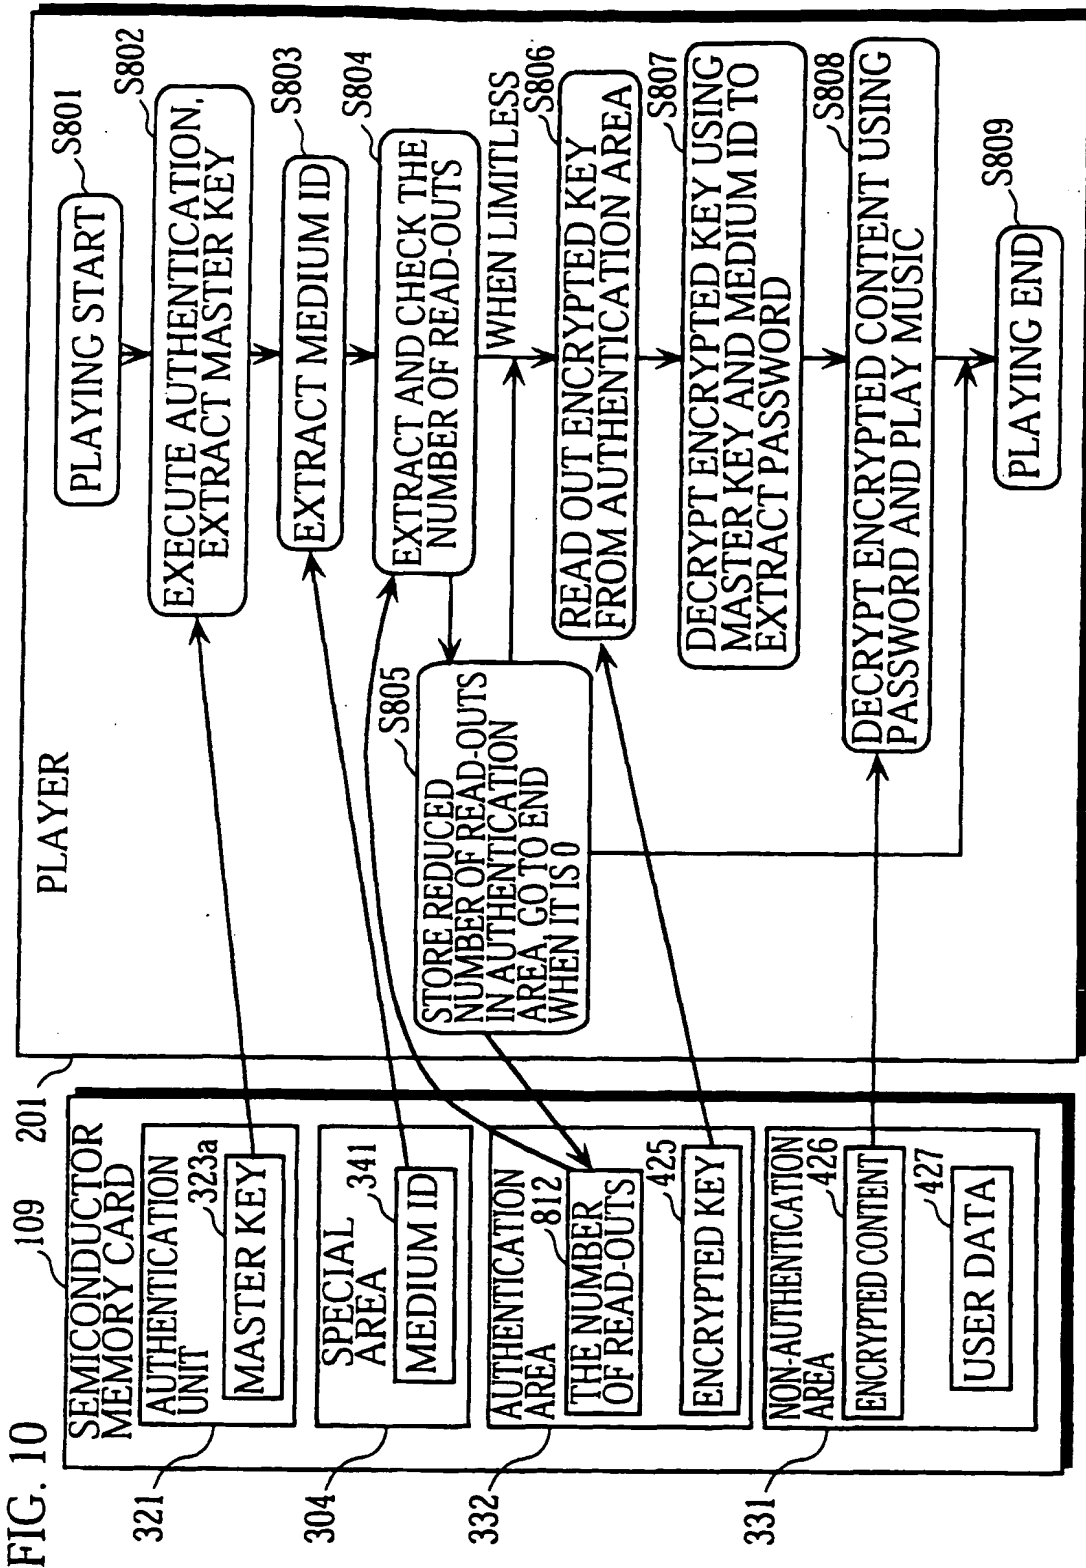 FIG. 10
109
SEMICONDUCTOR
MEMORY CARD
321
AUTHENTICATION
UNIT
323a
MASTER KEY
304
SPECIAL
AREA
341
MEDIUM ID
332
AUTHENTICATION
AREA
812
THE NUMBER
OF READ-OUTS
425
ENCRYPTED KEY
331
NON-AUTHENTICATION
AREA
426
ENCRYPTED CONTENT
427
USER DATA
201
PLAYER
PLAYING START
S801
EXECUTE AUTHENTICATION,
EXTRACT MASTER KEY
S802
EXTRACT MEDIUM ID
S803
EXTRACT AND CHECK THE
NUMBER OF READ-OUTS
S804
WHEN LIMITLESS
STORE REDUCED
NUMBER OF READ-OUTS
IN AUTHENTICATION
AREA, GO TO END
WHEN IT IS 0
S805
READ OUT ENCRYPTED KEY
FROM AUTHENTICATION AREA
S806
DECRYPT ENCRYPTED KEY USING
MASTER KEY AND MEDIUM ID TO
EXTRACT PASSWORD
S807
DECRYPT ENCRYPTED CONTENT USING
PASSWORD AND PLAY MUSIC
S808
PLAYING END
S809